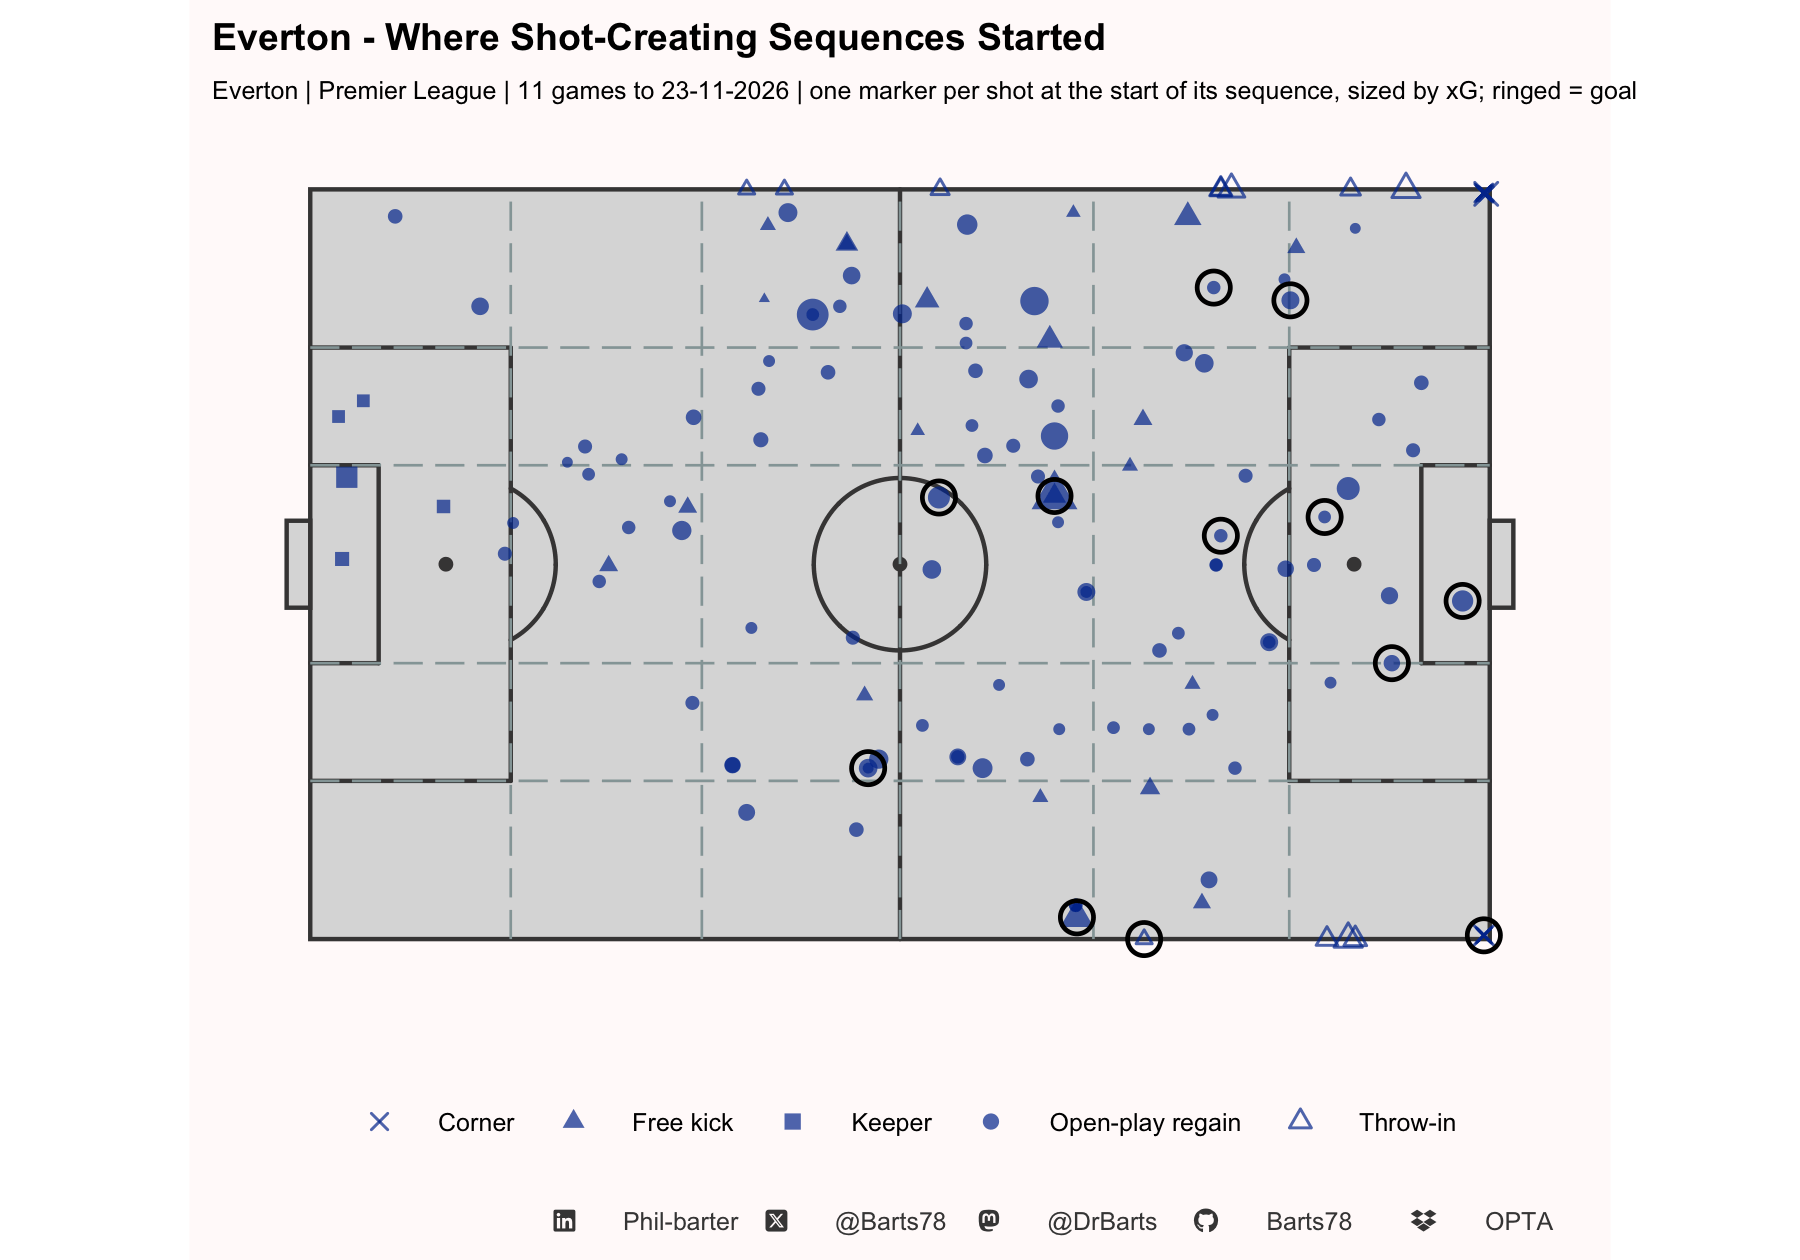 Everton - Where Shot-Creating Sequences Started
Everton | Premier League | 11 games to 23-11-2026 | one marker per shot at the start of its sequence, sized by xG; ringed = goal
Corner Free kick Keeper Open-play regain Throw-in
Phil-barter @Barts78 @DrBarts Barts78 OPTA